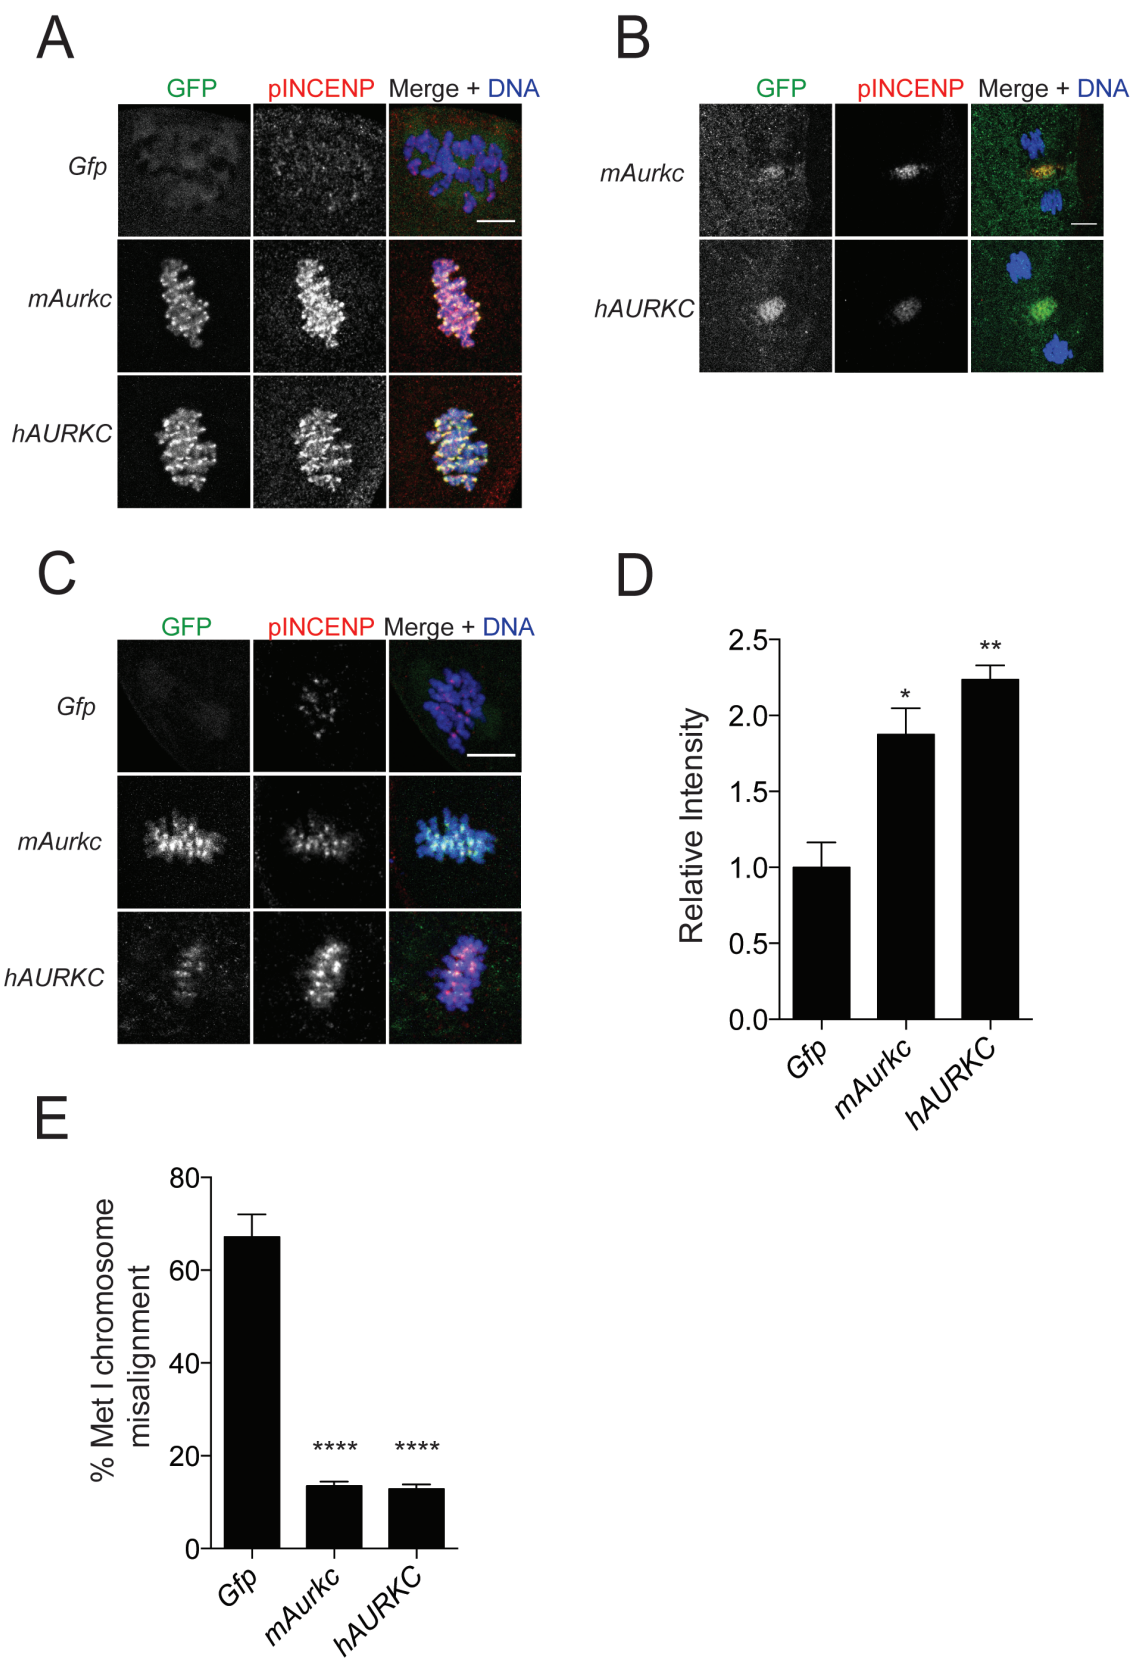 A
GFP pINCENP Merge + DNA
Gfp
mAurkc
hAURKC
B
GFP pINCENP Merge + DNA
mAurkc
hAURKC
C
GFP pINCENP Merge + DNA
Gfp
mAurkc
hAURKC
D
Relative Intensity
2.5
2.0
1.5
1.0
0.5
0.0
*
**
Gfp
mAurkc
hAURKC
E
% Met I chromosome
misalignment
80
60
40
20
0
****
****
Gfp
mAurkc
hAURKC